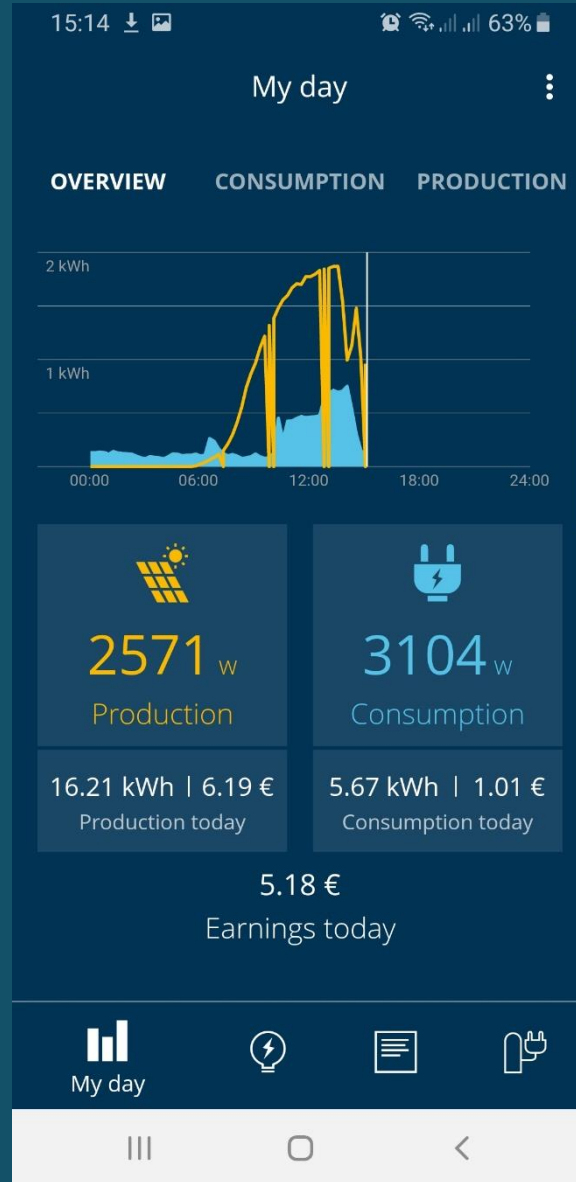 15:14 63%
My day
OVERVIEW CONSUMPTION PRODUCTION
2 kWh
1 kWh
00:00 06:00 12:00 18:00 24:00
2571 W
Production
3104 W
Consumption
16.21 kWh | 6.19 €
Production today
5.67 kWh | 1.01 €
Consumption today
5.18 €
Earnings today
My day